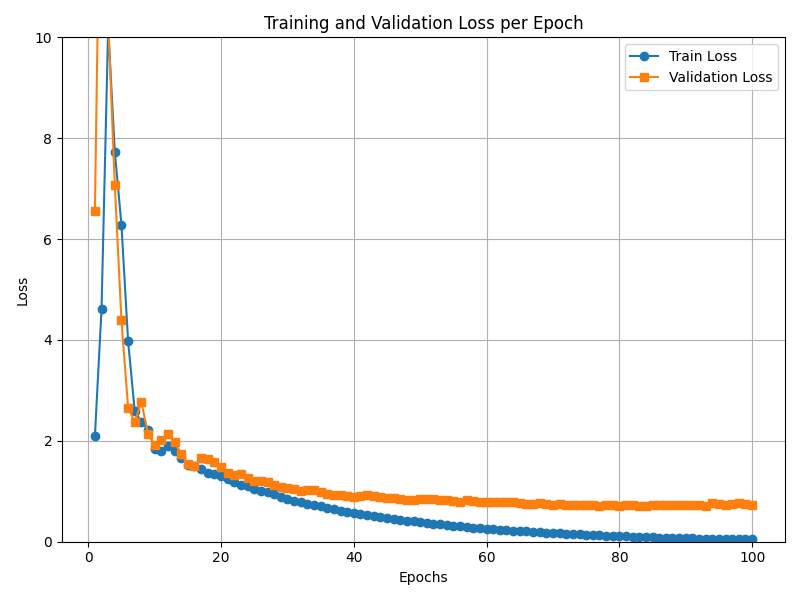 Training and Validation Loss per Epoch
Train Loss
Validation Loss
Loss
10
8
6
4
2
0
0 20 40 60 80 100
Epochs